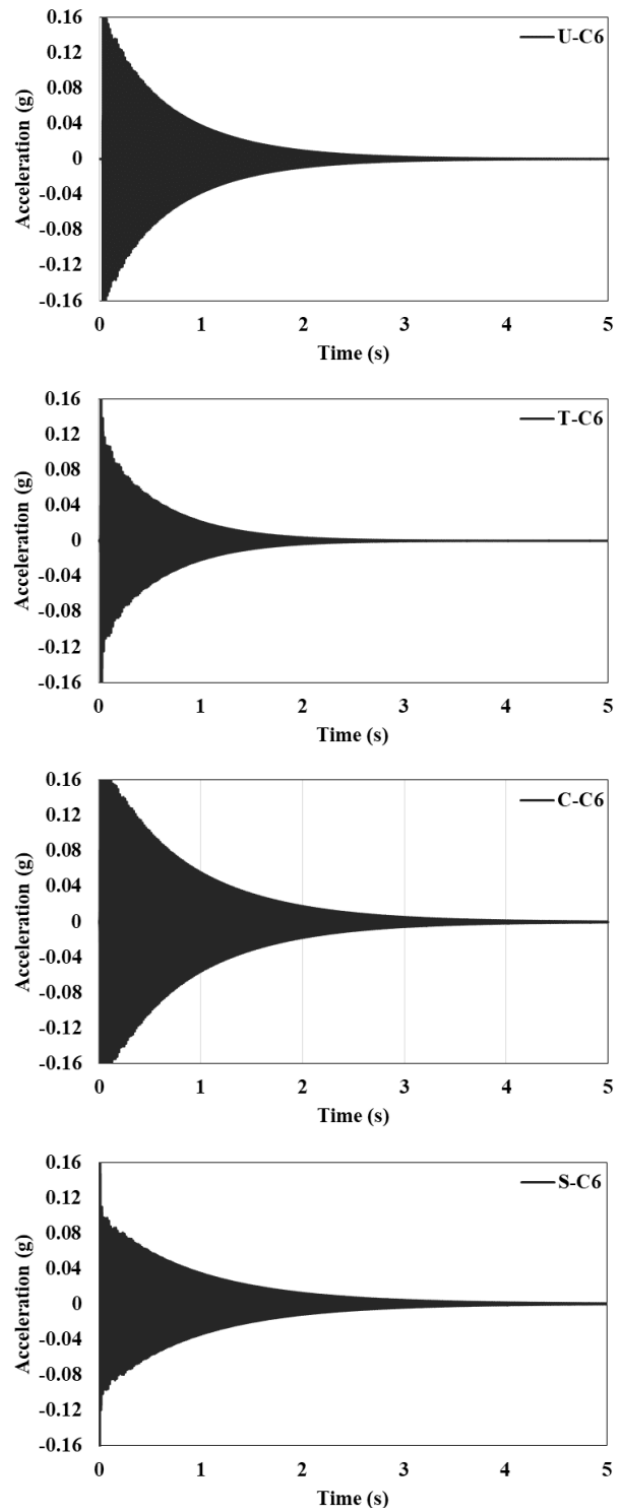 0.16
U-C6
0.12
0.08
0.04
0
-0.04
-0.08
-0.12
-0.16
Acceleration (g)
0 1 2 3 4 5
Time (s)
0.16
T-C6
0.12
0.08
0.04
0
-0.04
-0.08
-0.12
-0.16
Acceleration (g)
0 1 2 3 4 5
Time (s)
0.16
C-C6
0.12
0.08
0.04
0
-0.04
-0.08
-0.12
-0.16
Acceleration (g)
0 1 2 3 4 5
Time (s)
0.16
S-C6
0.12
0.08
0.04
0
-0.04
-0.08
-0.12
-0.16
Acceleration (g)
0 1 2 3 4 5
Time (s)